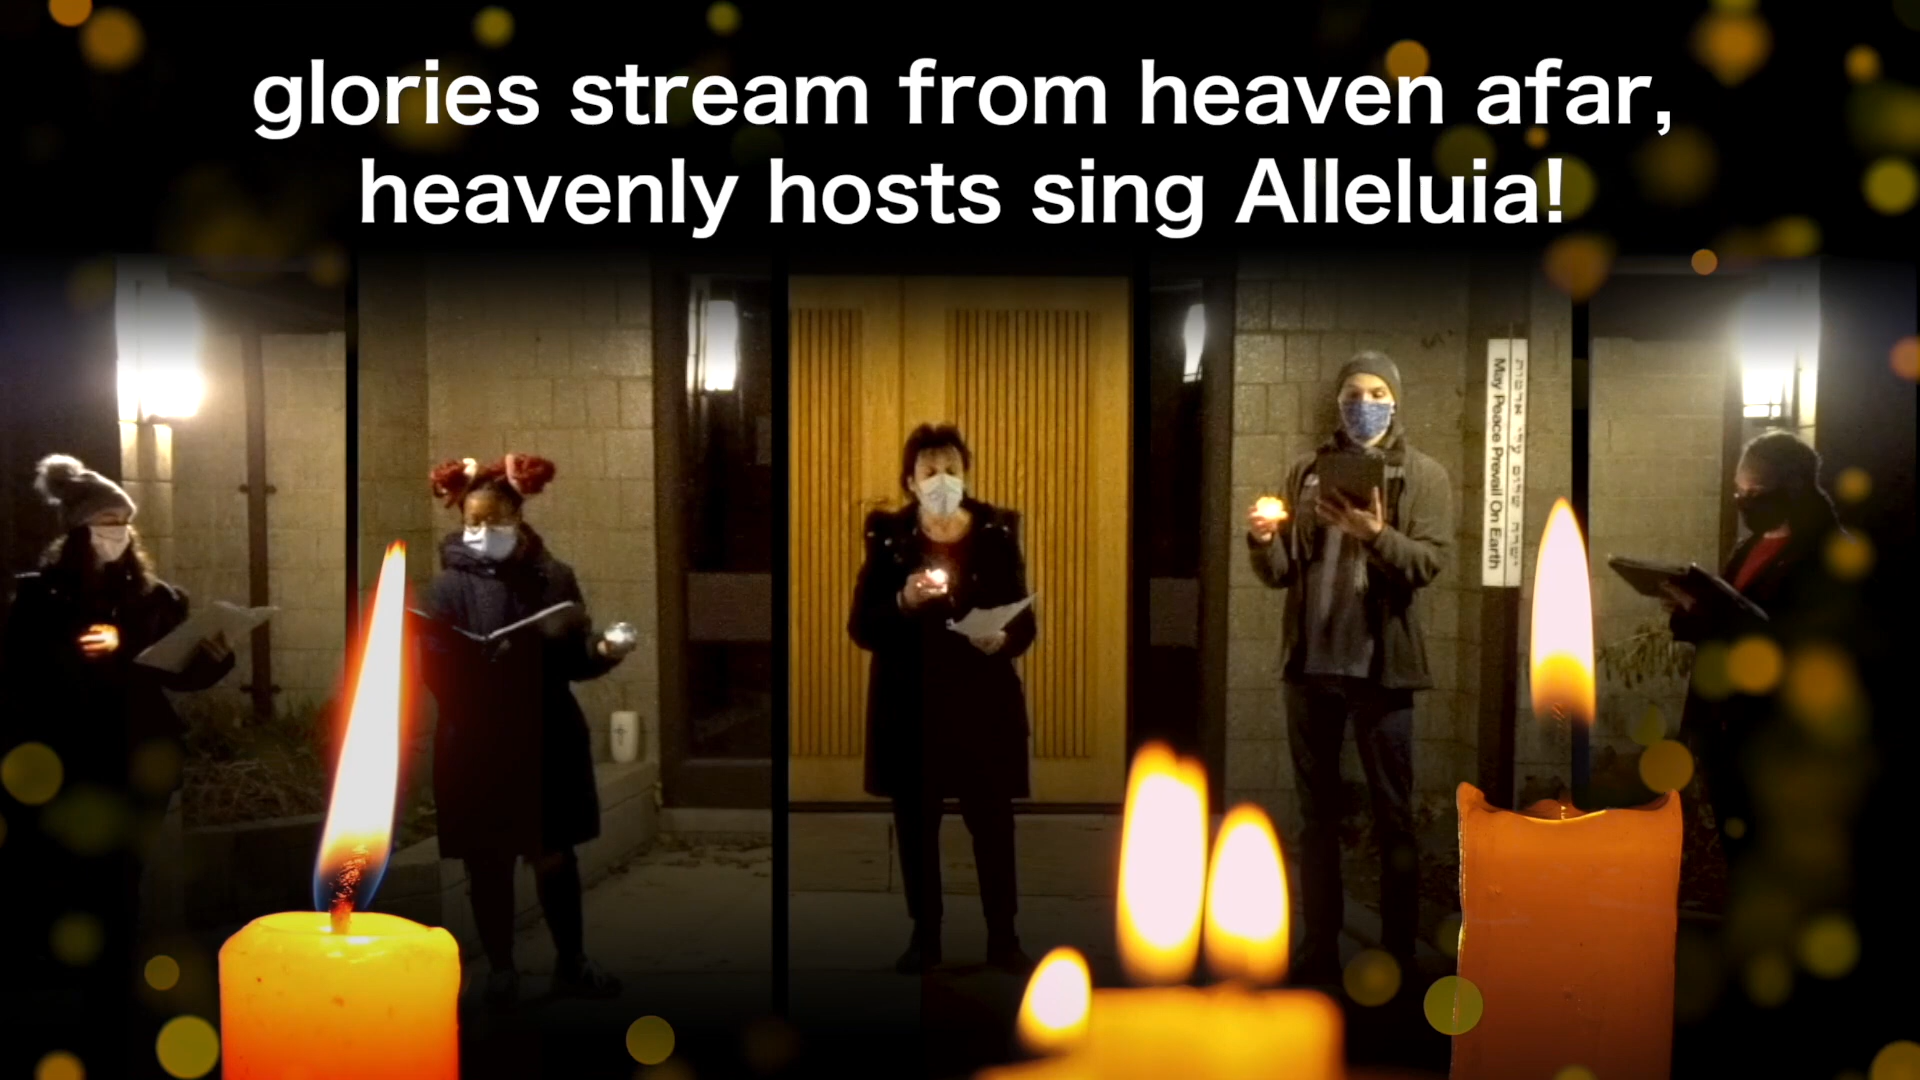 glories stream from heaven afar,
heavenly hosts sing Alleluia!
May Peace Prevail On Earth